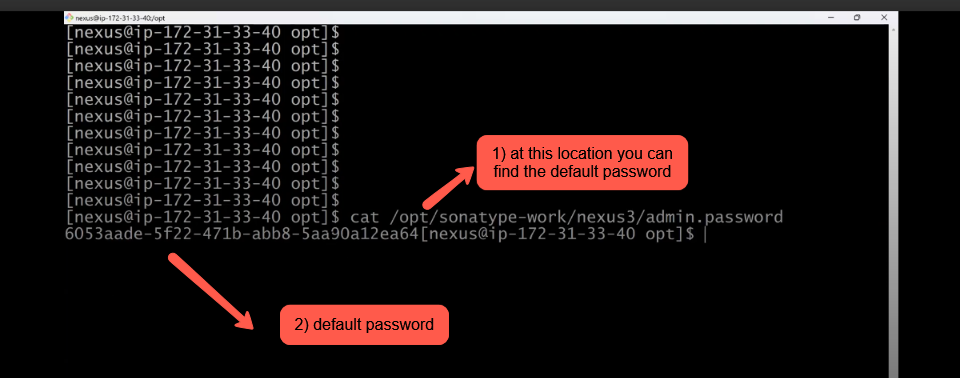 nexus@ip-172-31-33-40:/opt
[nexus@ip-172-31-33-40 opt]$
[nexus@ip-172-31-33-40 opt]$
[nexus@ip-172-31-33-40 opt]$
[nexus@ip-172-31-33-40 opt]$
[nexus@ip-172-31-33-40 opt]$
[nexus@ip-172-31-33-40 opt]$
[nexus@ip-172-31-33-40 opt]$
[nexus@ip-172-31-33-40 opt]$
[nexus@ip-172-31-33-40 opt]$
[nexus@ip-172-31-33-40 opt]$
[nexus@ip-172-31-33-40 opt]$
1) at this location you can
find the default password
[nexus@ip-172-31-33-40 opt]$ cat /opt/sonatype-work/nexus3/admin.password
6053aade-5f22-471b-abb8-5aa90a12ea64[nexus@ip-172-31-33-40 opt]$
2) default password